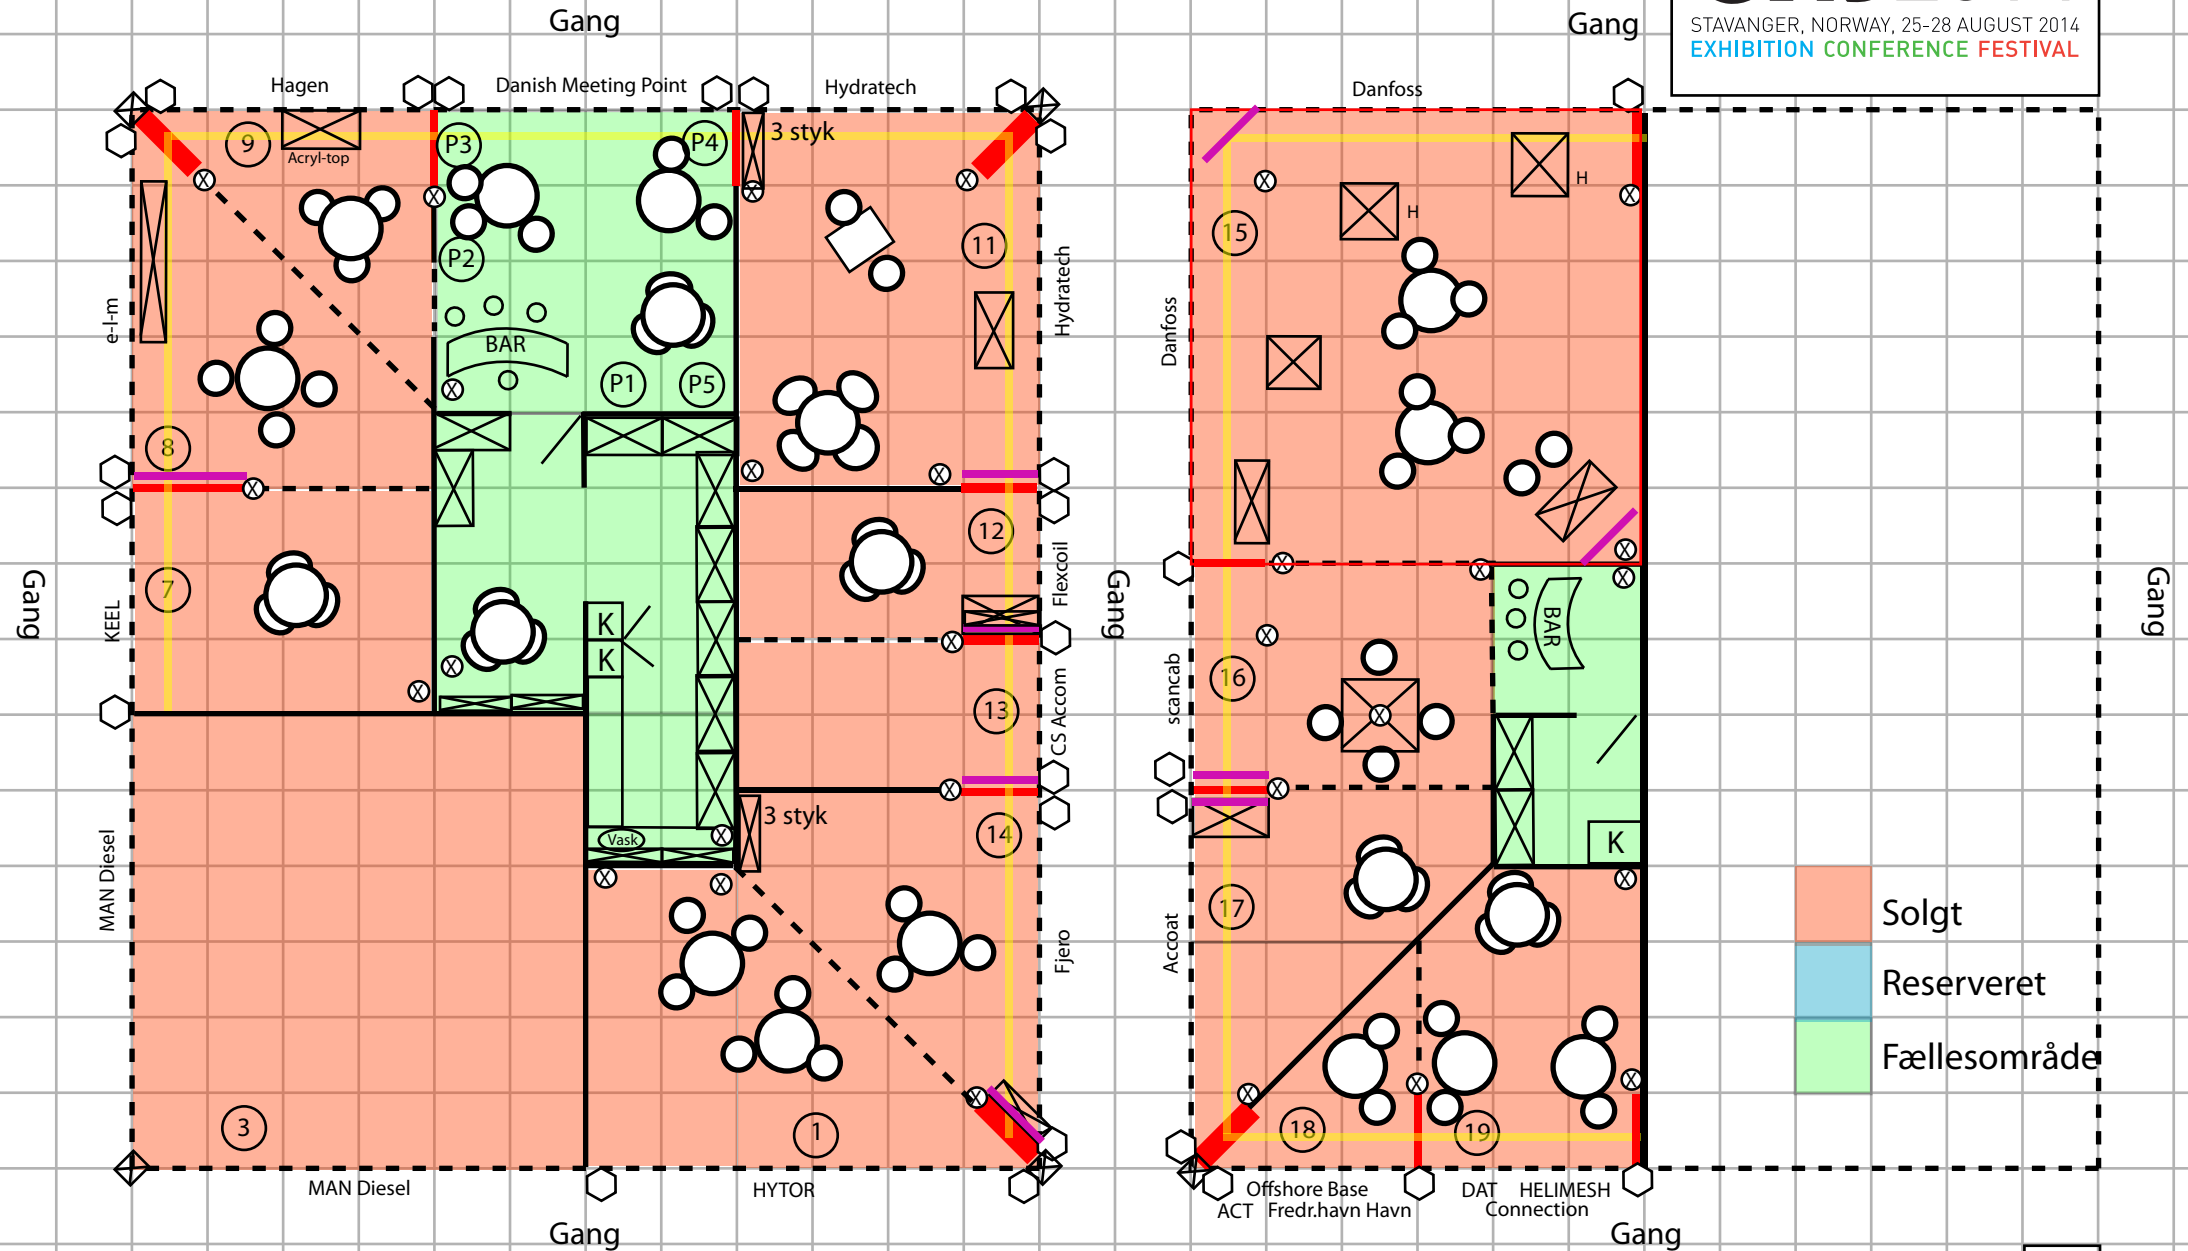 Gang
Gang
STAVANGER, NORWAY, 25-28 AUGUST 2014
EXHIBITION CONFERENCE FESTIVAL
Hagen
Danish Meeting Point
Hydratech
Danfoss
9
Acryl-top
P3
P4
3 styk
H
H
P2
11
15
e-l-m
BAR
Hydratech
Danfoss
P1
P5
8
12
7
Gang
KEEL
Flexcoil
Gang
Gang
K
K
BAR
16
13
CS Accom
scancab
3 styk
14
Vask
K
MAN Diesel
17
Fjero
Accoat
Solgt
Reserveret
Fællesområde
3
1
18
19
MAN Diesel
HYTOR
Offshore Base
DAT HELIMESH
ACT Fredr.havn Havn
Connection
Gang
Gang